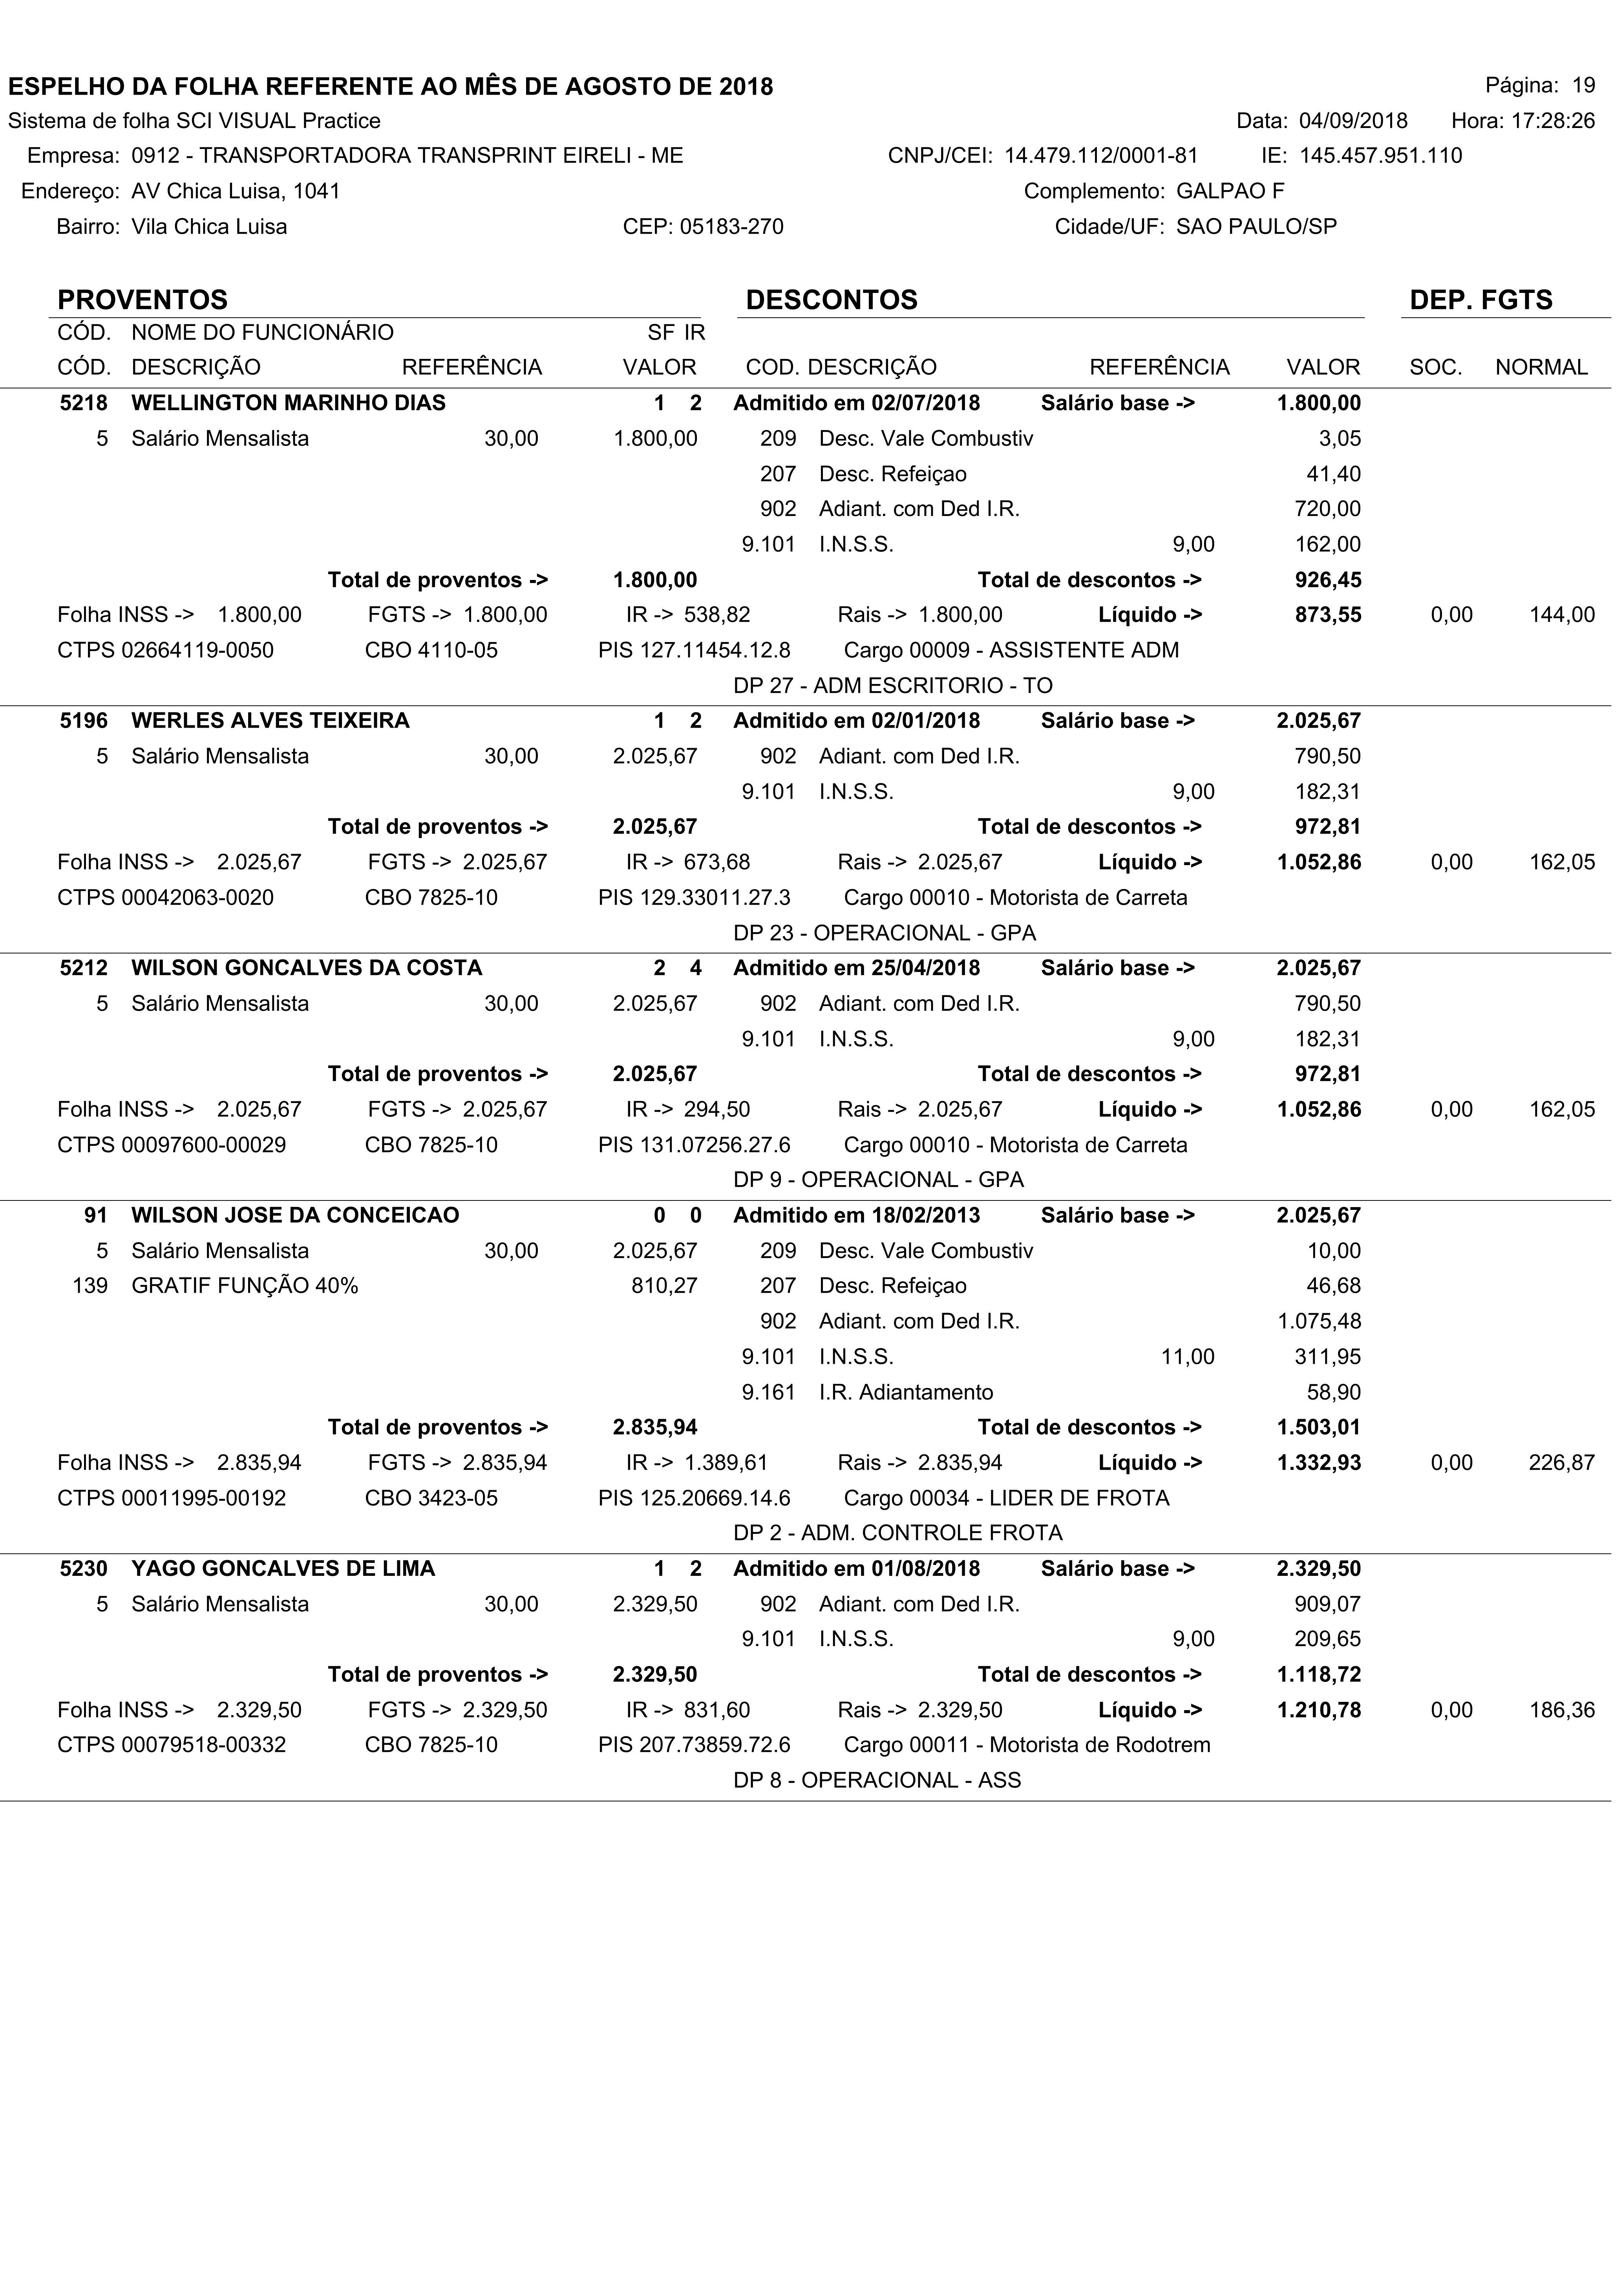 ESPELHO DA FOLHA REFERENTE AO MÊS DE AGOSTO DE 2018 Página: 19
Sistema de folha SCI VISUAL Practice Data: 04/09/2018 Hora: 17:28:26
Empresa: 0912 - TRANSPORTADORA TRANSPRINT EIRELI - ME CNPJ/CEI: 14.479.112/0001-81 IE: 145.457.951.110
Endereço: AV Chica Luisa, 1041 Complemento: GALPAO F
Bairro: Vila Chica Luisa CEP: 05183-270 Cidade/UF: SAO PAULO/SP
PROVENTOS DESCONTOS DEP. FGTS
CÓD. NOME DO FUNCIONÁRIO SF IR
CÓD. DESCRIÇÃO REFERÊNCIA VALOR COD. DESCRIÇÃO REFERÊNCIA VALOR SOC. NORMAL
5218 WELLINGTON MARINHO DIAS 1 2 Admitido em 02/07/2018 Salário base -> 1.800,00
5 Salário Mensalista 30,00 1.800,00 209 Desc. Vale Combustiv 3,05
207 Desc. Refeiçao 41,40
902 Adiant. com Ded I.R. 720,00
9.101 I.N.S.S. 9,00 162,00
Total de proventos -> 1.800,00 Total de descontos -> 926,45
Folha INSS -> 1.800,00 FGTS -> 1.800,00 IR -> 538,82 Rais -> 1.800,00 Líquido -> 873,55 0,00 144,00
CTPS 02664119-0050 CBO 4110-05 PIS 127.11454.12.8 Cargo 00009 - ASSISTENTE ADM
DP 27 - ADM ESCRITORIO - TO
5196 WERLES ALVES TEIXEIRA 1 2 Admitido em 02/01/2018 Salário base -> 2.025,67
5 Salário Mensalista 30,00 2.025,67 902 Adiant. com Ded I.R. 790,50
9.101 I.N.S.S. 9,00 182,31
Total de proventos -> 2.025,67 Total de descontos -> 972,81
Folha INSS -> 2.025,67 FGTS -> 2.025,67 IR -> 673,68 Rais -> 2.025,67 Líquido -> 1.052,86 0,00 162,05
CTPS 00042063-0020 CBO 7825-10 PIS 129.33011.27.3 Cargo 00010 - Motorista de Carreta
DP 23 - OPERACIONAL - GPA
5212 WILSON GONCALVES DA COSTA 2 4 Admitido em 25/04/2018 Salário base -> 2.025,67
5 Salário Mensalista 30,00 2.025,67 902 Adiant. com Ded I.R. 790,50
9.101 I.N.S.S. 9,00 182,31
Total de proventos -> 2.025,67 Total de descontos -> 972,81
Folha INSS -> 2.025,67 FGTS -> 2.025,67 IR -> 294,50 Rais -> 2.025,67 Líquido -> 1.052,86 0,00 162,05
CTPS 00097600-00029 CBO 7825-10 PIS 131.07256.27.6 Cargo 00010 - Motorista de Carreta
DP 9 - OPERACIONAL - GPA
91 WILSON JOSE DA CONCEICAO 0 0 Admitido em 18/02/2013 Salário base -> 2.025,67
5 Salário Mensalista 30,00 2.025,67 209 Desc. Vale Combustiv 10,00
139 GRATIF FUNÇÃO 40% 810,27 207 Desc. Refeiçao 46,68
902 Adiant. com Ded I.R. 1.075,48
9.101 I.N.S.S. 11,00 311,95
9.161 I.R. Adiantamento 58,90
Total de proventos -> 2.835,94 Total de descontos -> 1.503,01
Folha INSS -> 2.835,94 FGTS -> 2.835,94 IR -> 1.389,61 Rais -> 2.835,94 Líquido -> 1.332,93 0,00 226,87
CTPS 00011995-00192 CBO 3423-05 PIS 125.20669.14.6 Cargo 00034 - LIDER DE FROTA
DP 2 - ADM. CONTROLE FROTA
5230 YAGO GONCALVES DE LIMA 1 2 Admitido em 01/08/2018 Salário base -> 2.329,50
5 Salário Mensalista 30,00 2.329,50 902 Adiant. com Ded I.R. 909,07
9.101 I.N.S.S. 9,00 209,65
Total de proventos -> 2.329,50 Total de descontos -> 1.118,72
Folha INSS -> 2.329,50 FGTS -> 2.329,50 IR -> 831,60 Rais -> 2.329,50 Líquido -> 1.210,78 0,00 186,36
CTPS 00079518-00332 CBO 7825-10 PIS 207.73859.72.6 Cargo 00011 - Motorista de Rodotrem
DP 8 - OPERACIONAL - ASS